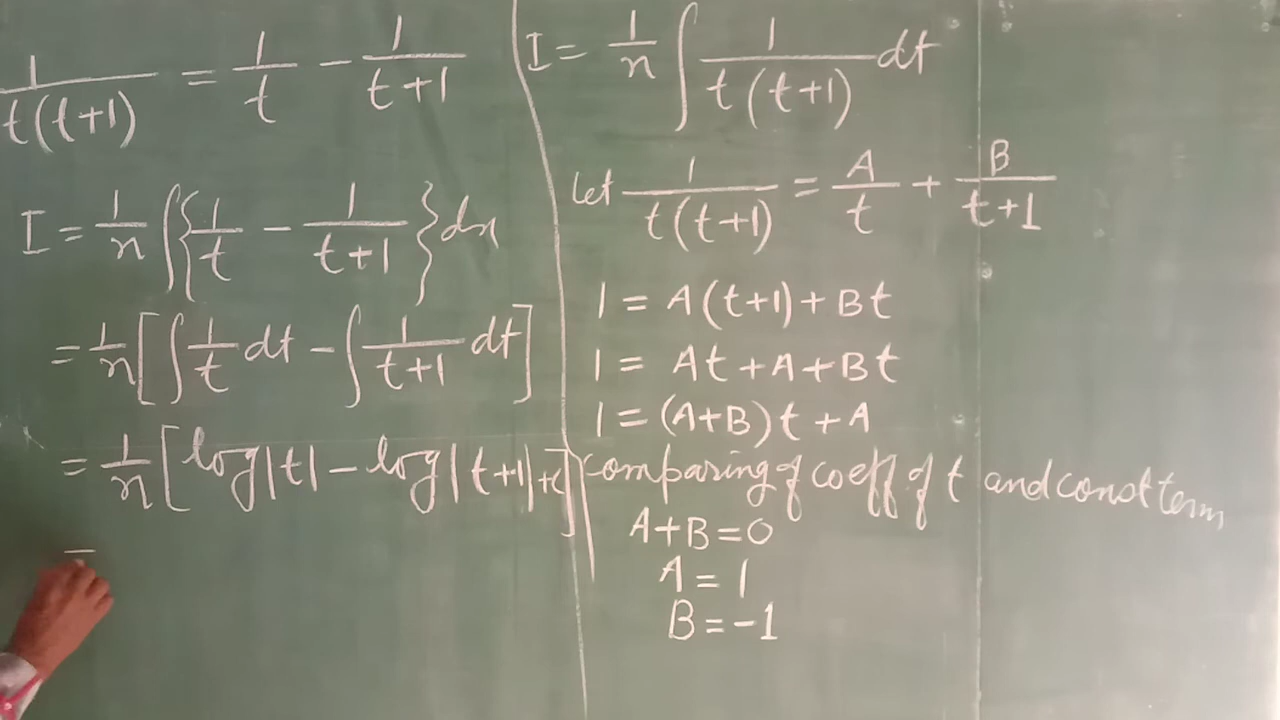 1/(t(t+1)) = 1/t - 1/(t+1)
I = 1/n ∫{1/t - 1/(t+1)}dx
= 1/n [∫ 1/t dt - ∫ 1/(t+1) dt]
= 1/n [log|t| - log|t+1| + c]
=
I = 1/n ∫ 1/(t(t+1)) dt
let 1/(t(t+1)) = A/t + B/(t+1)
1 = A(t+1) + Bt
1 = At + A + Bt
1 = (A+B)t + A
comparing of coeff of t and const term
A+B=0
A = 1
B = -1